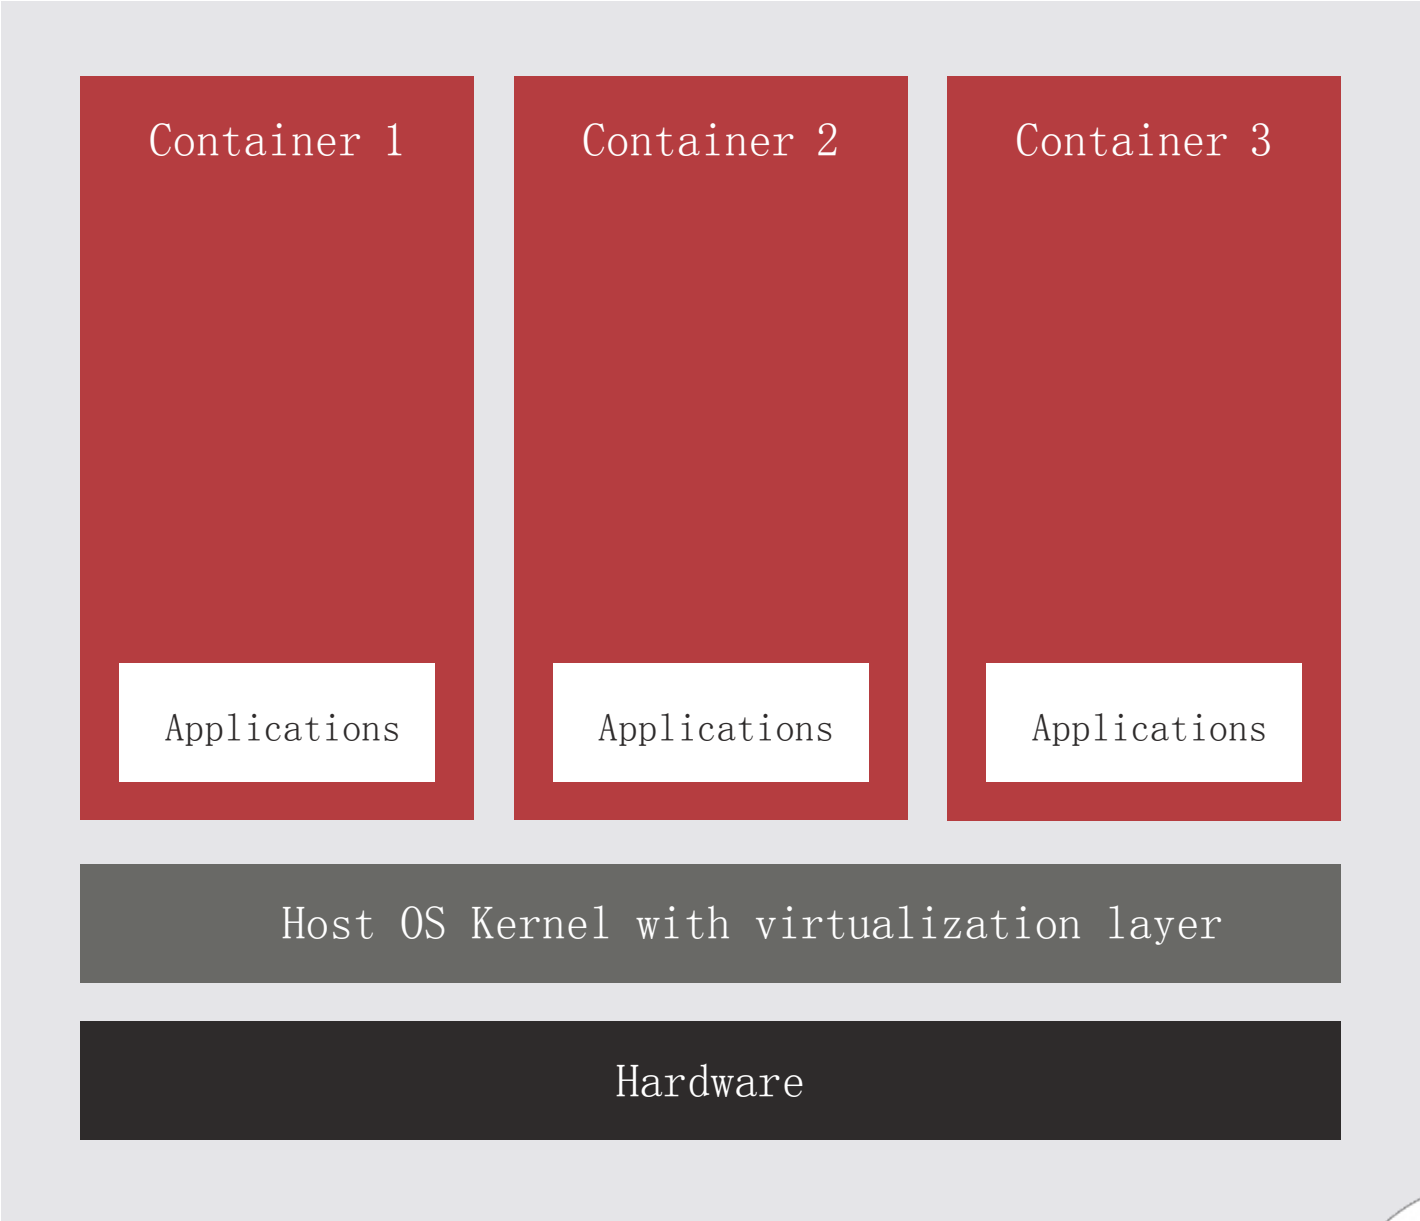 Container 1
Container 2
Container 3
Applications
Applications
Applications
Host OS Kernel with virtualization layer
Hardware